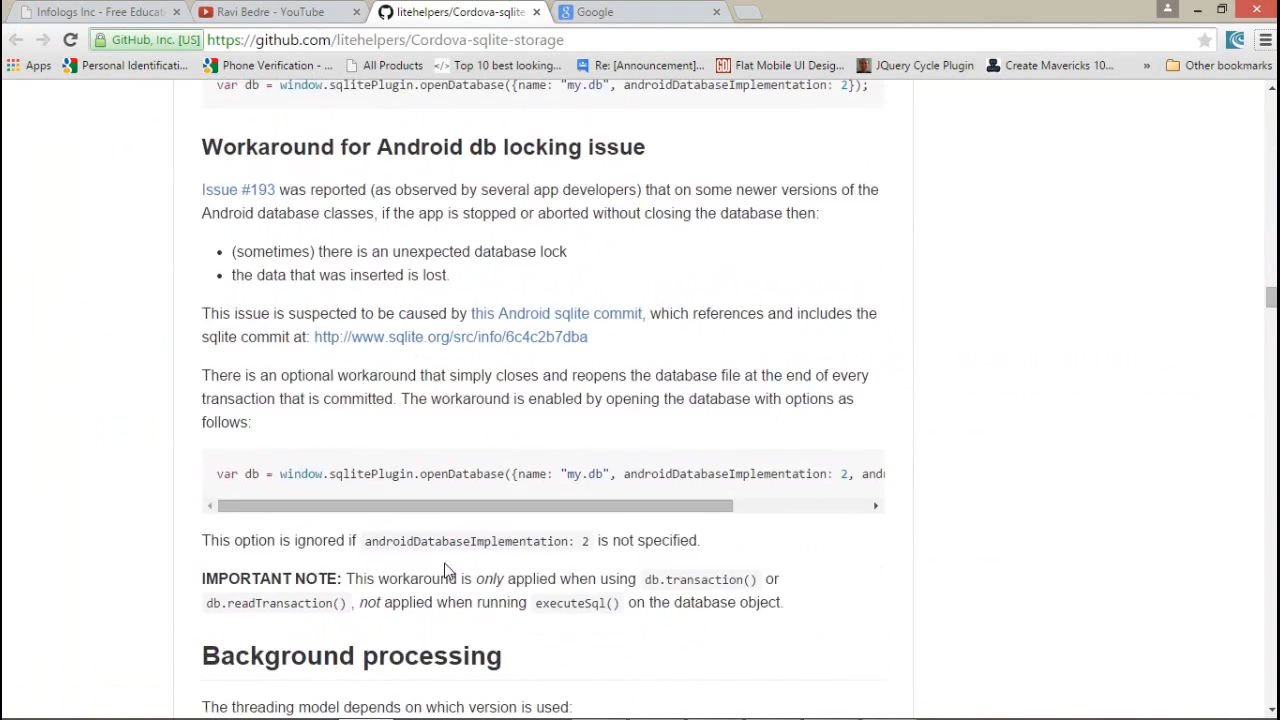 Infologs Inc - Free Educat
Ravi Bedre - YouTube
litehelpers/Cordova-sqlite
Google
GitHub, Inc. [US]
https://github.com/litehelpers/Cordova-sqlite-storage
Apps
Personal Identificati...
Phone Verification - ...
All Products
Top 10 best looking...
Re: [Announcement]...
Flat Mobile UI Desig...
JQuery Cycle Plugin
Create Mavericks 10...
»
Other bookmarks
var db = window.sqlitePlugin.openDatabase({name: "my.db", androidDatabaseImplementation: 2});
Workaround for Android db locking issue
Issue #193 was reported (as observed by several app developers) that on some newer versions of the
Android database classes, if the app is stopped or aborted without closing the database then:
• (sometimes) there is an unexpected database lock
• the data that was inserted is lost.
This issue is suspected to be caused by this Android sqlite commit, which references and includes the
sqlite commit at: http://www.sqlite.org/src/info/6c4c2b7dba
There is an optional workaround that simply closes and reopens the database file at the end of every
transaction that is committed. The workaround is enabled by opening the database with options as
follows:
var db = window.sqlitePlugin.openDatabase({name: "my.db", androidDatabaseImplementation: 2, and
This option is ignored if androidDatabaseImplementation: 2 is not specified.
IMPORTANT NOTE: This workaround is only applied when using db.transaction() or
db.readTransaction() , not applied when running executeSql() on the database object.
Background processing
The threading model depends on which version is used: